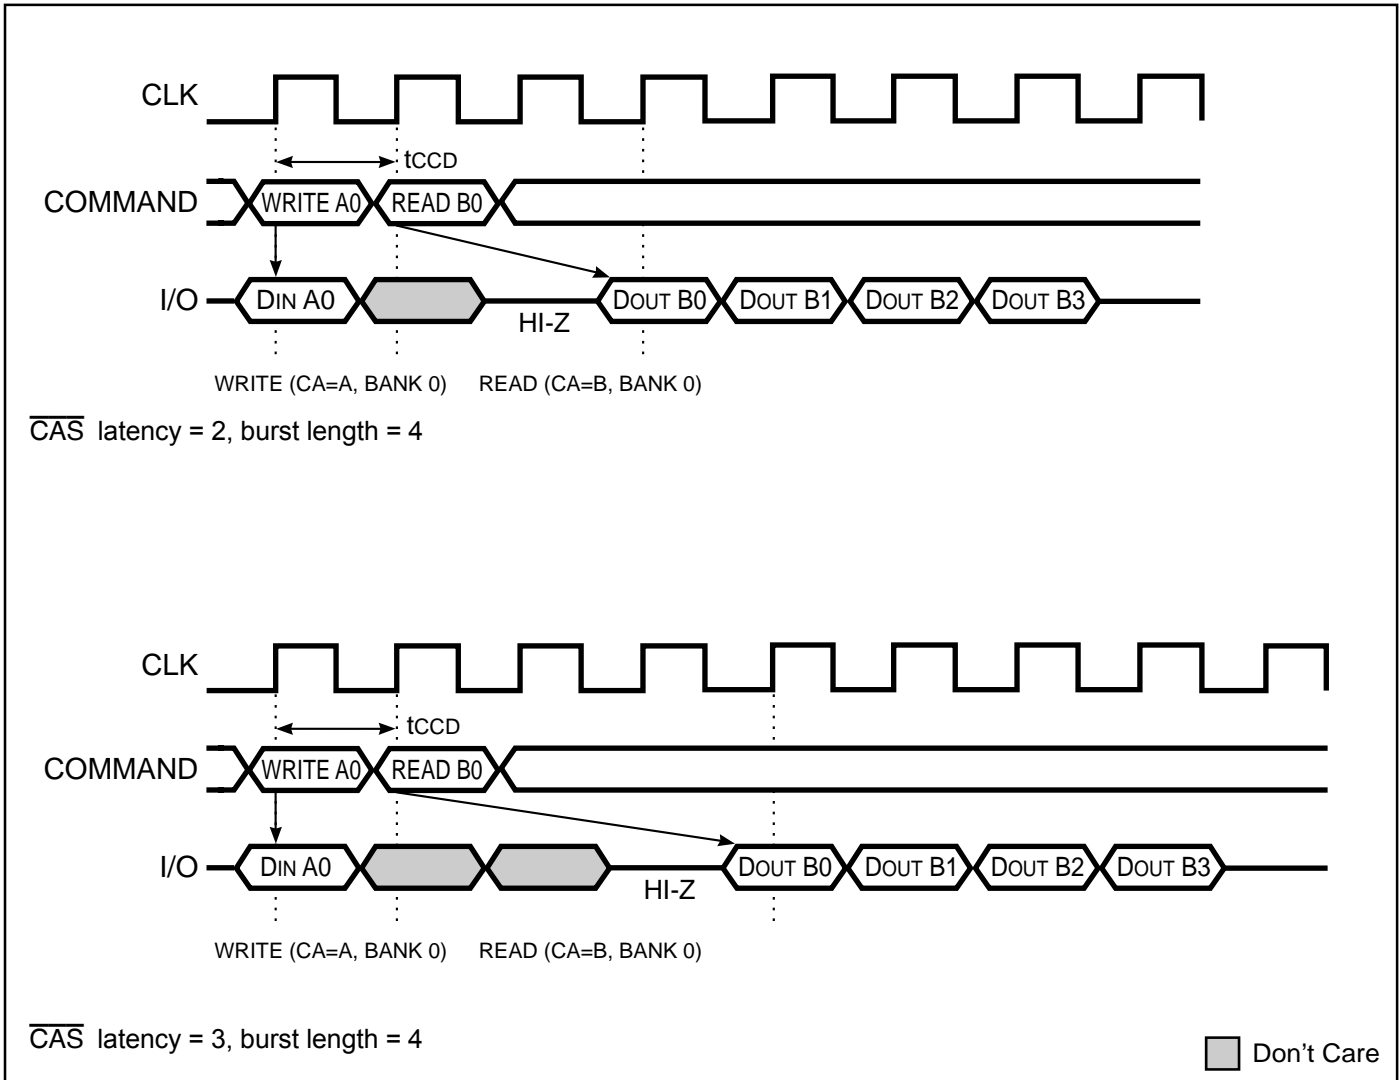 CLK
tCCD
COMMAND WRITE A0 READ B0
I/O DIN A0 DOUT B0 DOUT B1 DOUT B2 DOUT B3
HI-Z
WRITE (CA=A, BANK 0) READ (CA=B, BANK 0)
CAS latency = 2, burst length = 4
CLK
tCCD
COMMAND WRITE A0 READ B0
I/O DIN A0 DOUT B0 DOUT B1 DOUT B2 DOUT B3
HI-Z
WRITE (CA=A, BANK 0) READ (CA=B, BANK 0)
CAS latency = 3, burst length = 4
Don't Care